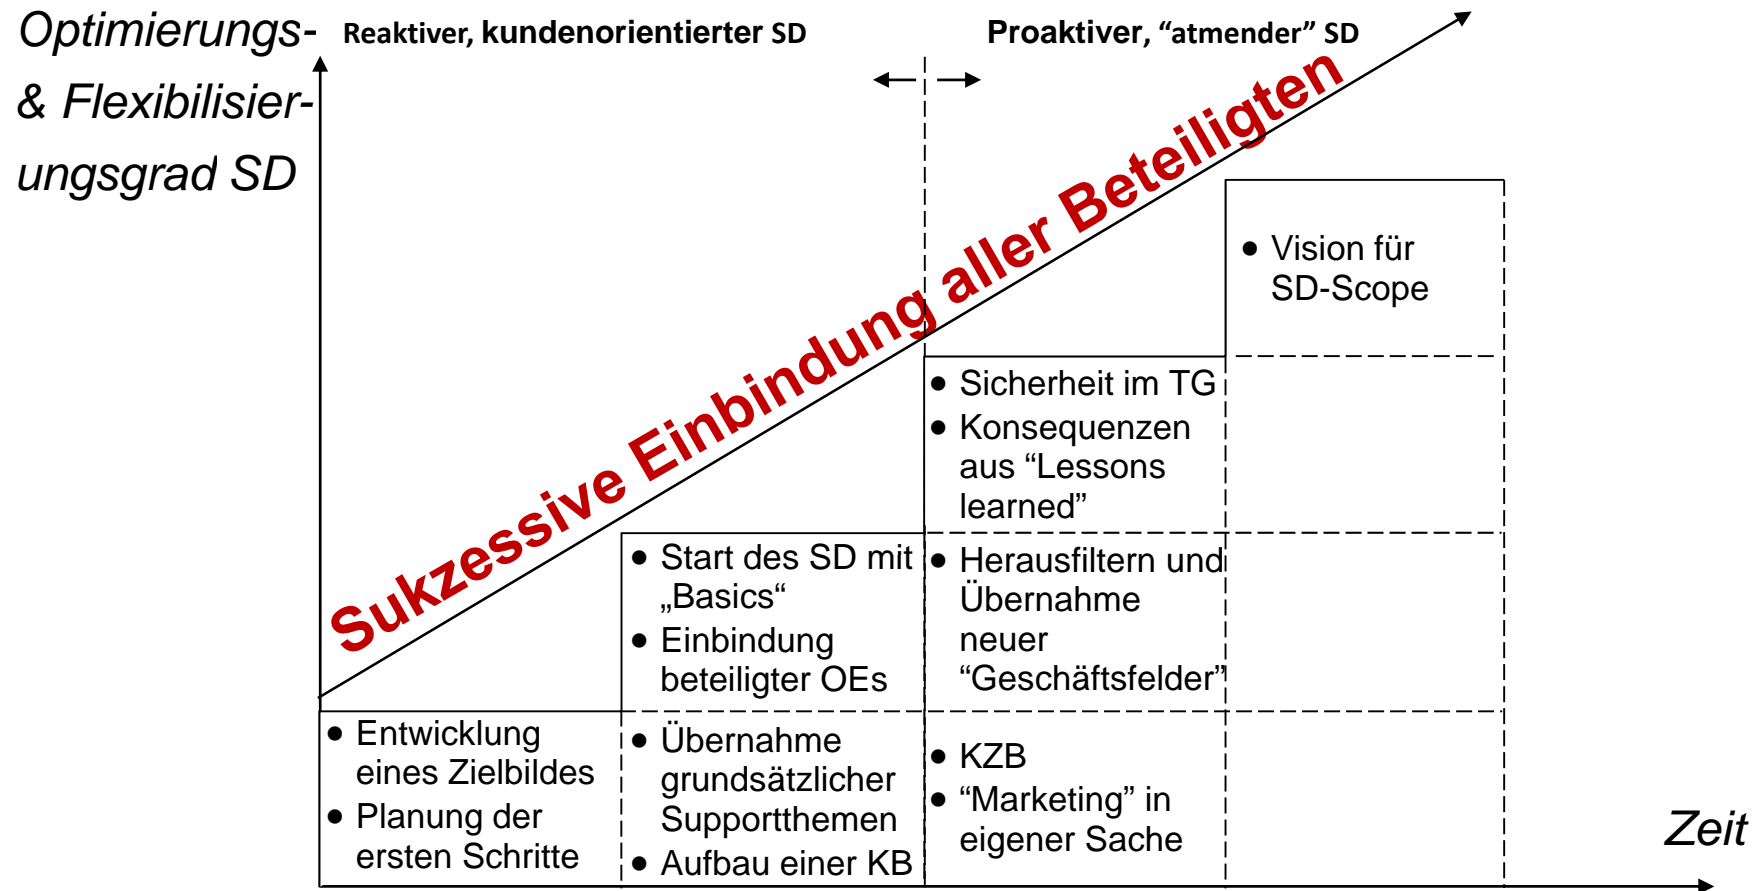 Optimierungs-
& Flexibilisier-
ungsgrad SD
Reaktiver, kundenorientierter SD
Proaktiver, “atmender” SD
Sukzessive Einbindung aller Beteiligten
• Vision für
SD-Scope
• Sicherheit im TG
• Konsequenzen
aus “Lessons
learned”
• Start des SD mit
„Basics“
• Einbindung
beteiligter OEs
• Herausfiltern und
Übernahme
neuer
“Geschäftsfelder”
• Entwicklung
eines Zielbildes
• Planung der
ersten Schritte
• Übernahme
grundsätzlicher
Supportthemen
• Aufbau einer KB
• KZB
• “Marketing” in
eigener Sache
Zeit